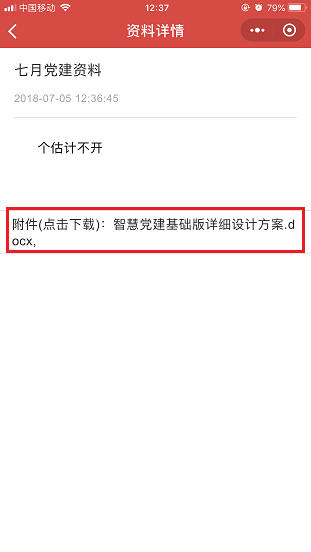 中国移动 12:37 79%
资料详情
七月党建资料
2018-07-05 12:36:45
个估计不开
附件(点击下载)：智慧党建基础版详细设计方案.d
ocx,